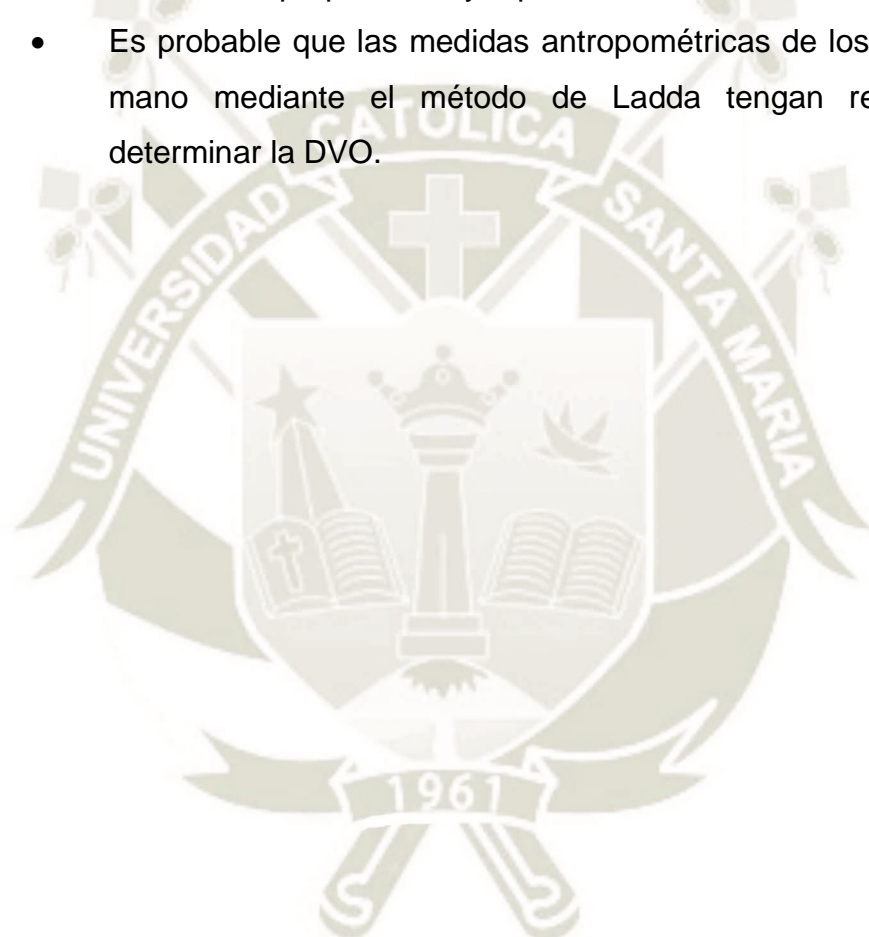 • Es probable que las medidas antropométricas de los
mano mediante el método de Ladda tengan
determinar la DVO.
UNIVERSIDAD CATOLICA SANTA MARIA
1961